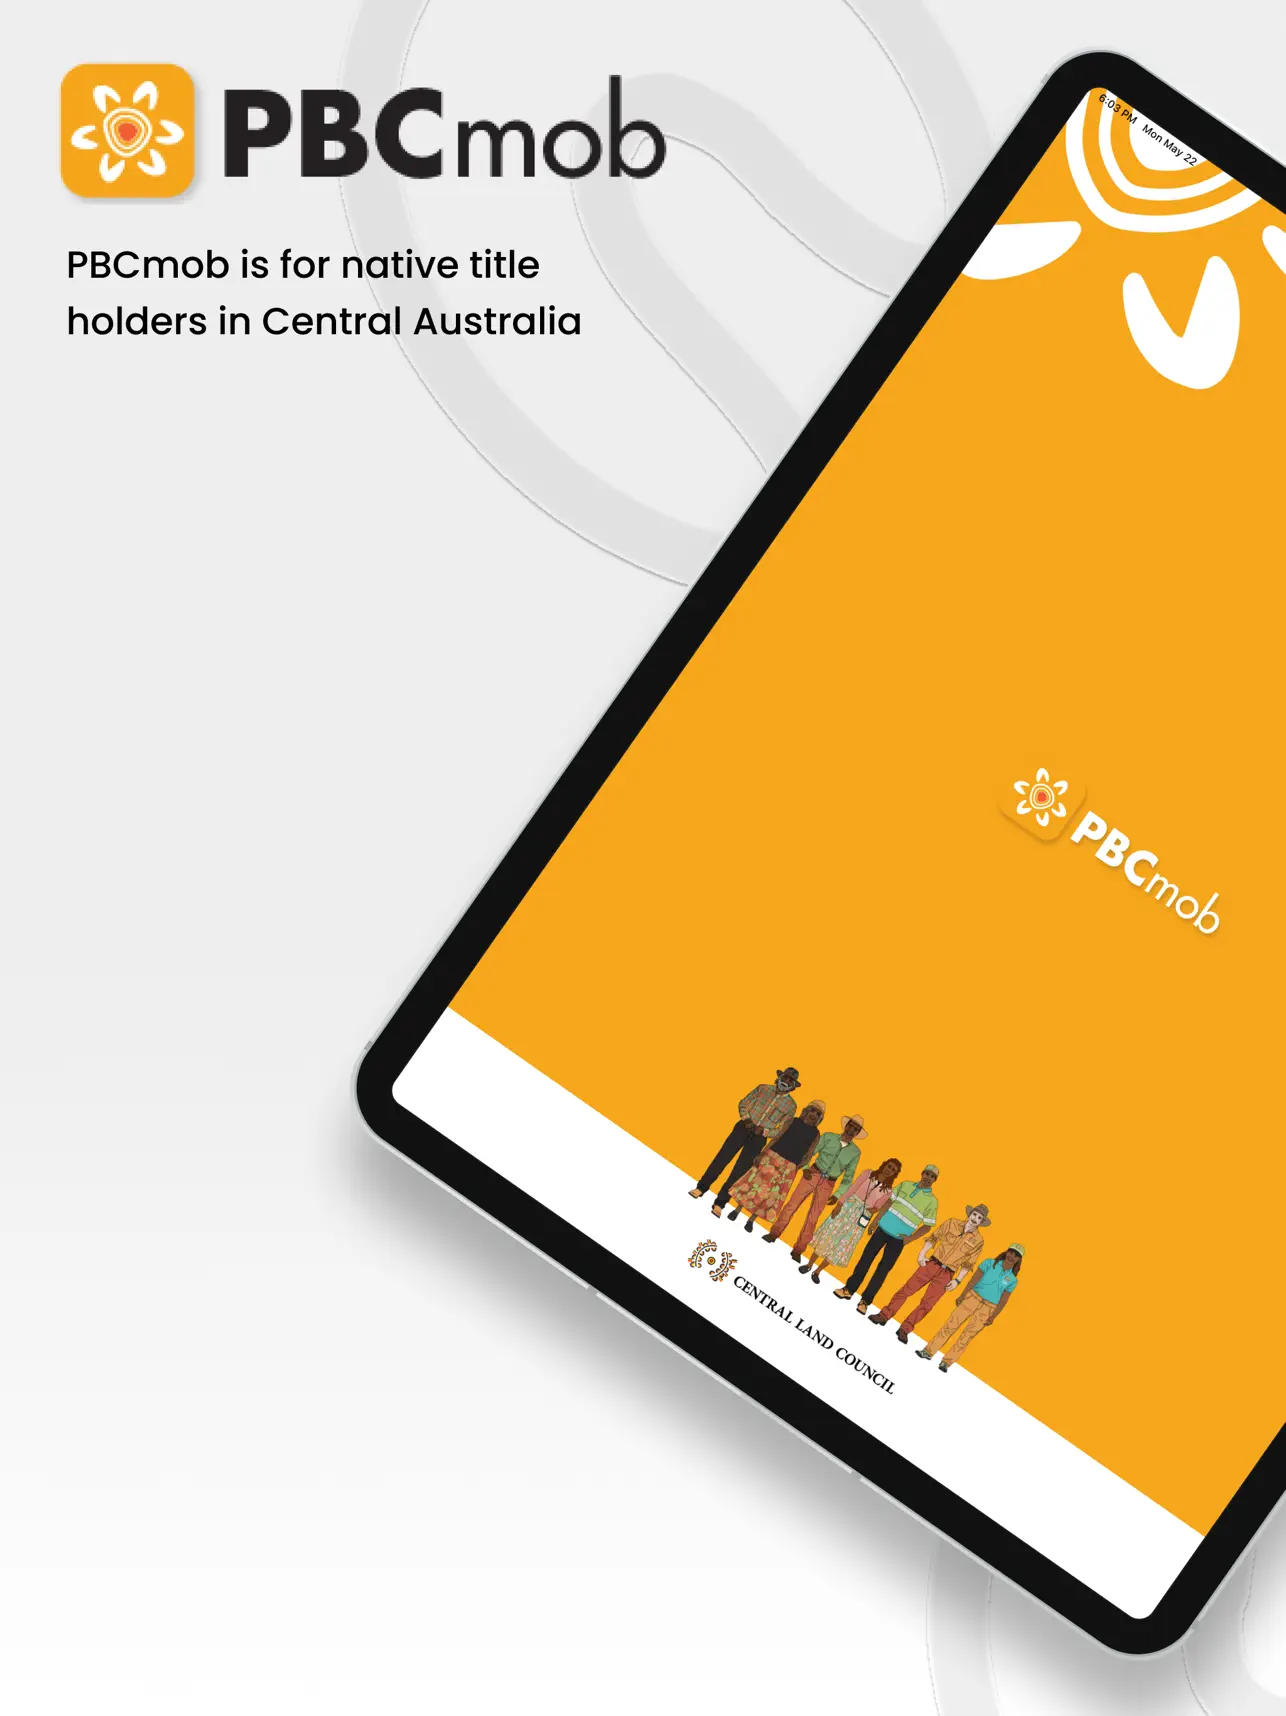 PBCmob
PBCmob is for native title
holders in Central Australia
6:03 PM Mon May 22
PBCmob
CENTRAL LAND COUNCIL